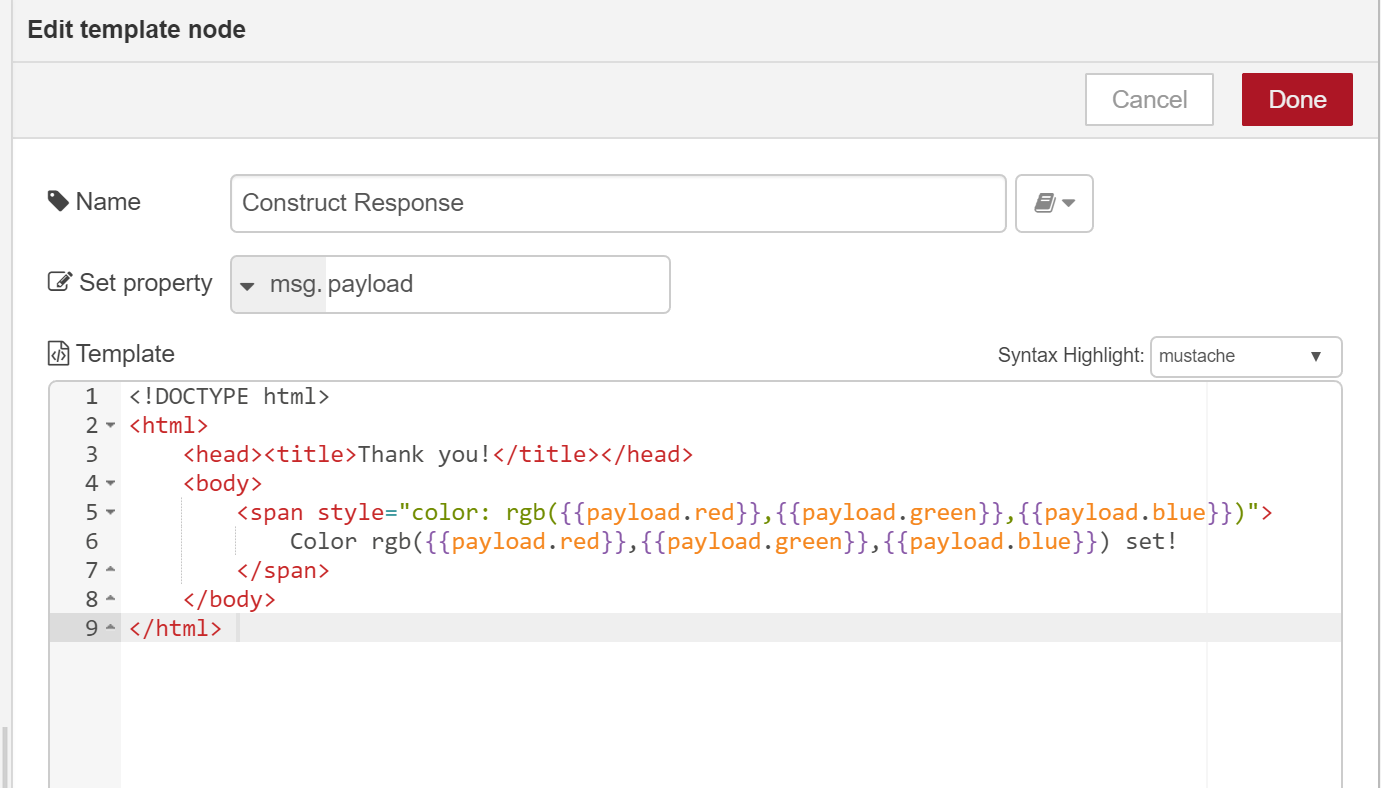 Edit template node
Cancel Done
Name Construct Response
Set property msg. payload
Template Syntax Highlight: mustache
1 <!DOCTYPE html>
2 <html>
3     <head><title>Thank you!</title></head>
4     <body>
5         <span style="color: rgb({{payload.red}},{{payload.green}},{{payload.blue}})">
6             Color rgb({{payload.red}},{{payload.green}},{{payload.blue}}) set!
7         </span>
8     </body>
9 </html>